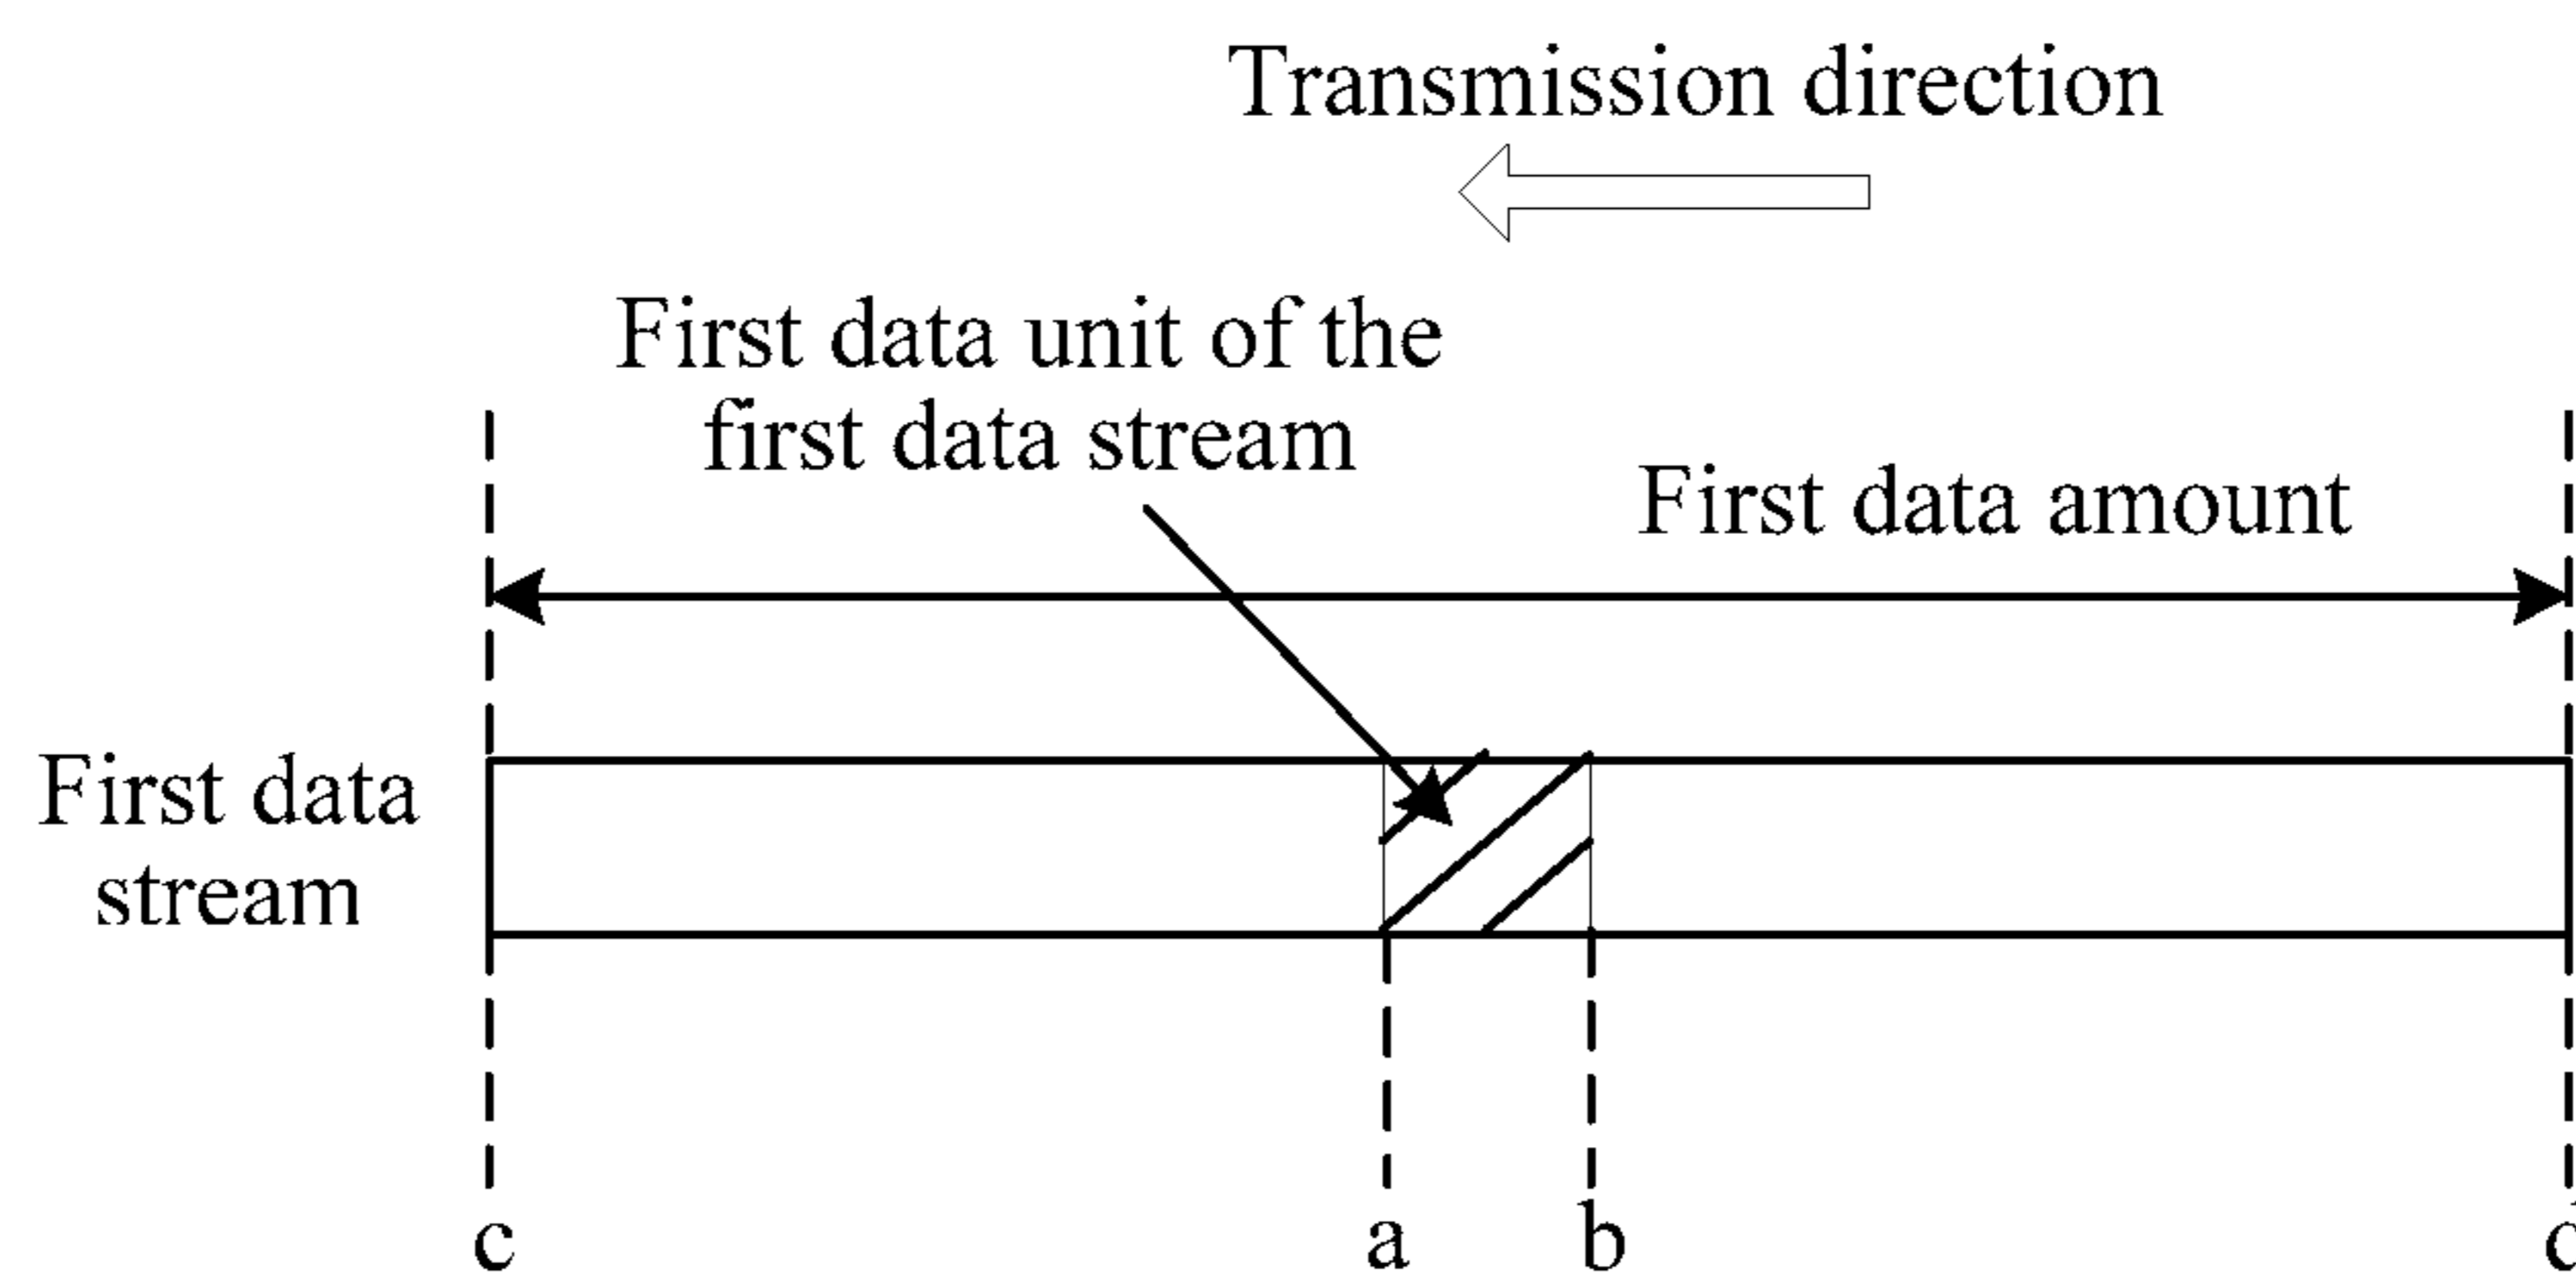 Transmission direction
First data unit of the
first data stream
First data amount
First data
stream
c
a
b